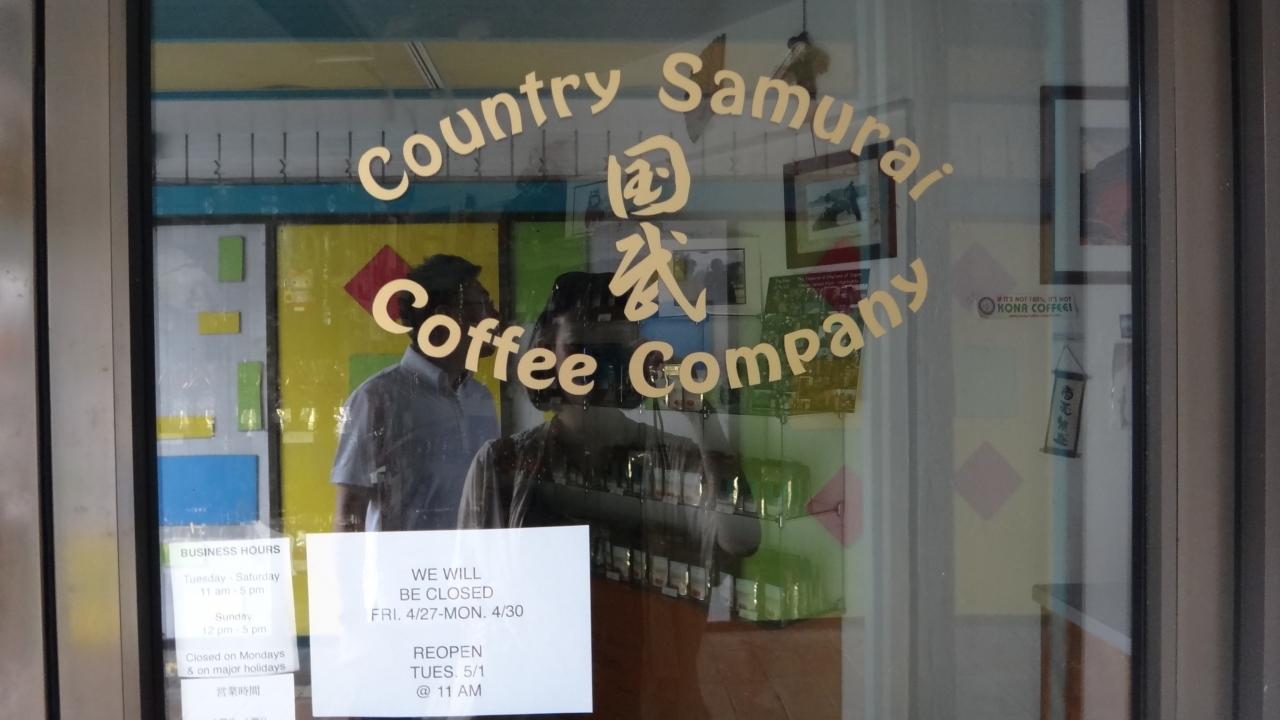 Country Samurai
国武
Coffee Company
KONA COFFEE!
BUSINESS HOURS
Tuesday - Saturday
11 am - 5 pm
Sunday
12 pm - 5 pm
Closed on Mondays
& on major holidays
営業時間
WE WILL
BE CLOSED
FRI. 4/27-MON. 4/30
REOPEN
TUES. 5/1
@ 11 AM